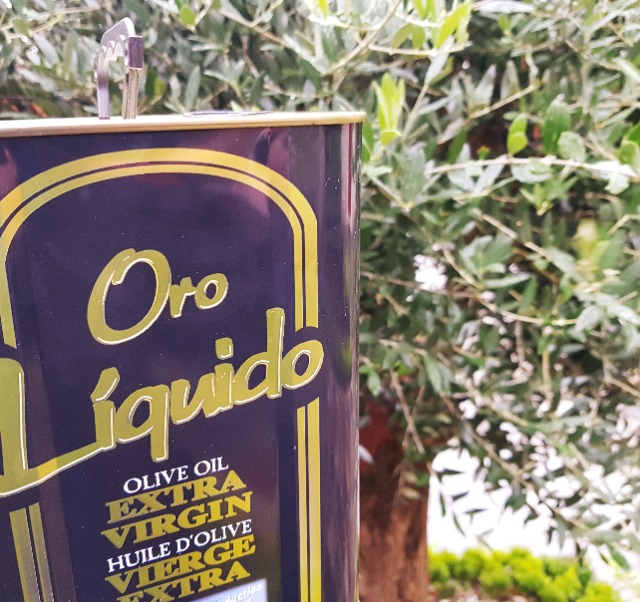 Oro
Líquido
OLIVE OIL
EXTRA
VIRGIN
HUILE D'OLIVE
VIERGE
EXTRA